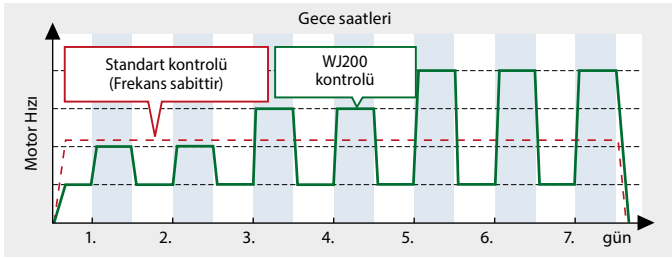 Gece saatleri
Standart kontrolü
(Frekans sabittir)
WJ200
kontrolü
Motor Hızı
1. 2. 3. 4. 5. 6. 7. gün